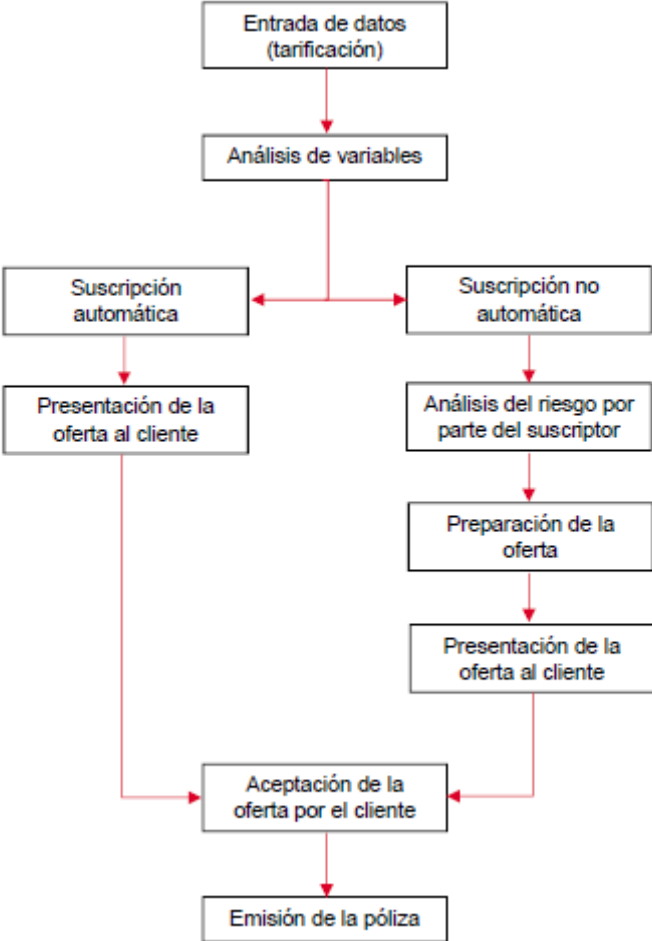 Entrada de datos
(tarificación)
Análisis de variables
Suscripción
automática
Suscripción no
automática
Presentación de la
oferta al cliente
Análisis del riesgo por
parte del suscriptor
Preparación de la
oferta
Presentación de la
oferta al cliente
Aceptación de la
oferta por el cliente
Emisión de la póliza